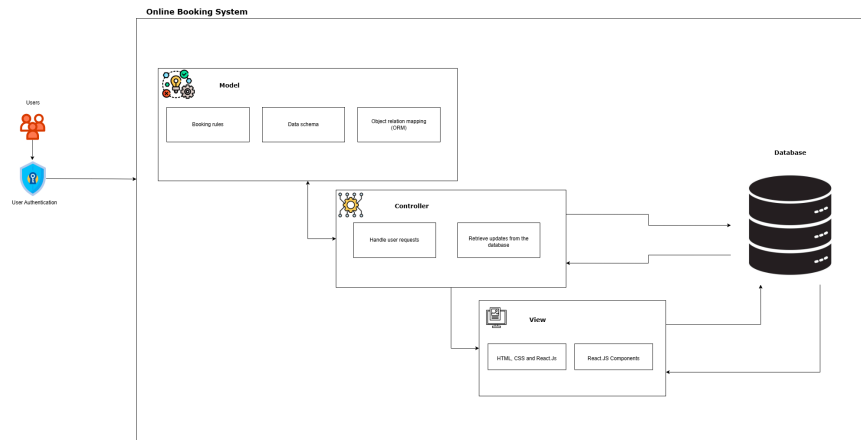 Online Booking System
Users
User Authentication
Model
Booking rules
Data schema
Object relation mapping
(ORM)
Controller
Handle user requests
Retrieve updates from the
database
View
HTML, CSS and React.Js
React.JS Components
Database